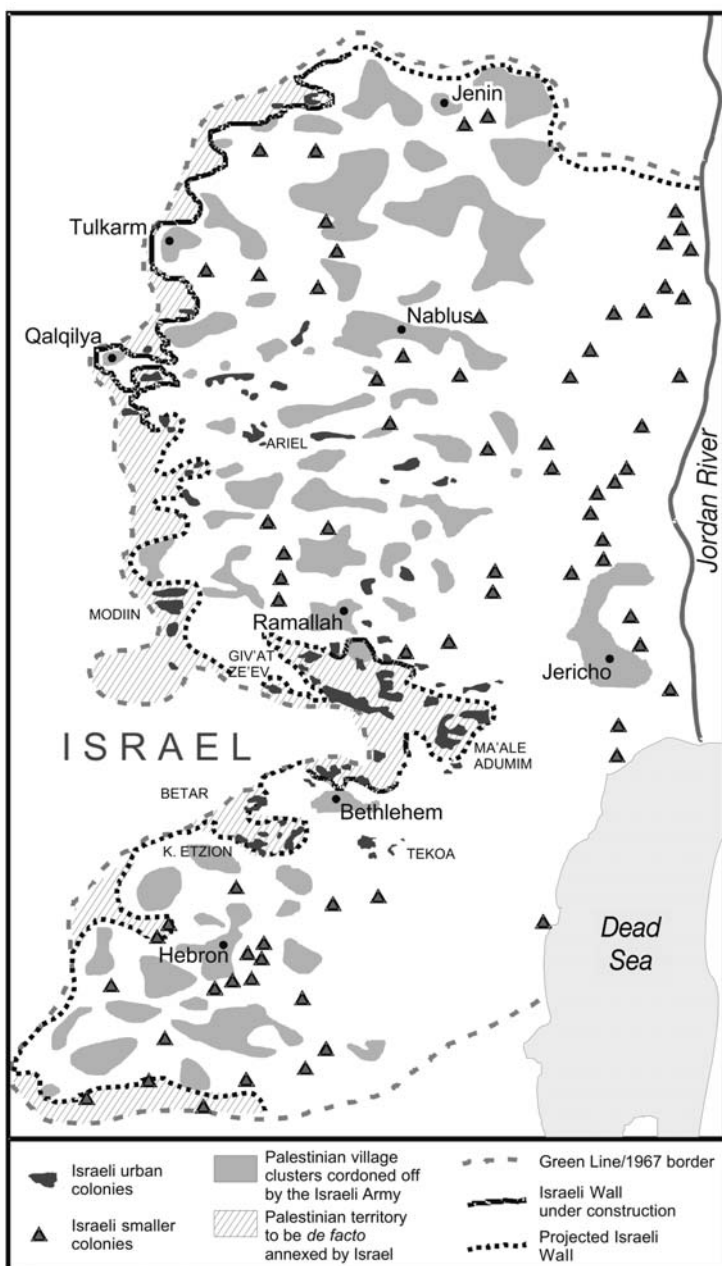 Jenin
Tulkarm
Nablus
Qalqilya
ARIEL
Jordan River
MODIIN
Ramallah
GIV'AT
ZE'EV
Jericho
ISRAEL
MA'ALE
ADUMIM
BETAR
Bethlehem
K. ETZION
TEKOA
Hebron
Dead
Sea
Israeli urban
colonies
Israeli smaller
colonies
Palestinian village
clusters cordoned off
by the Israeli Army
Palestinian territory
to be de facto
annexed by Israel
Green Line/1967 border
Israeli Wall
under construction
Projected Israeli
Wall